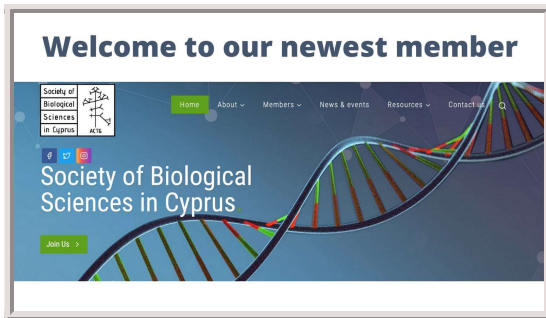 Welcome to our newest member
Society of
Biological
Sciences
in Cyprus
ACTG
Home About Members News & events Resources Contact us
Society of Biological
Sciences in Cyprus
Join Us >